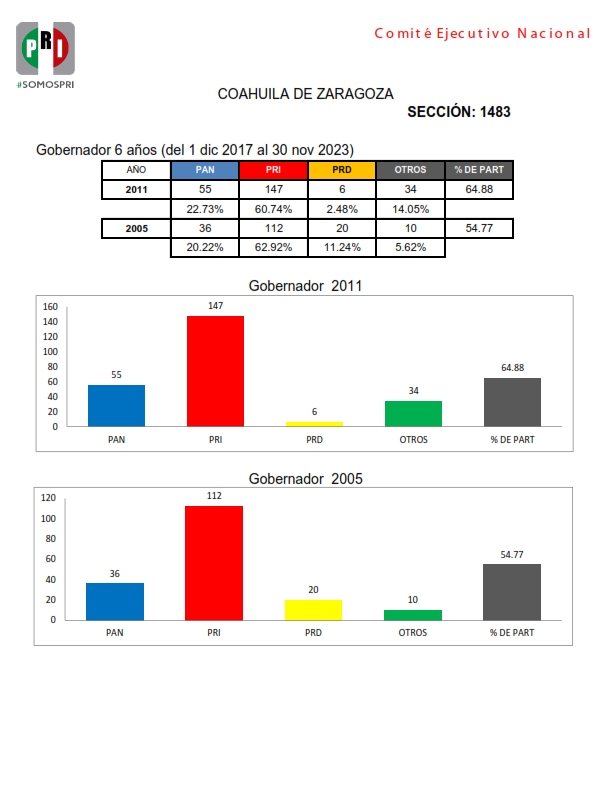 Comité Ejecutivo Nacional
PRI
#SOMOSPRI
COAHUILA DE ZARAGOZA
SECCIÓN: 1483
Gobernador 6 años (del 1 dic 2017 al 30 nov 2023)
AÑO PAN PRI PRD OTROS % DE PART
2011 55 147 6 34 64.88
22.73% 60.74% 2.48% 14.05%
2005 36 112 20 10 54.77
20.22% 62.92% 11.24% 5.62%
Gobernador 2011
160
140
120
100
80
60
40
20
0
55
147
6
34
64.88
PAN PRI PRD OTROS % DE PART
Gobernador 2005
120
100
80
60
40
20
0
36
112
20
10
54.77
PAN PRI PRD OTROS % DE PART